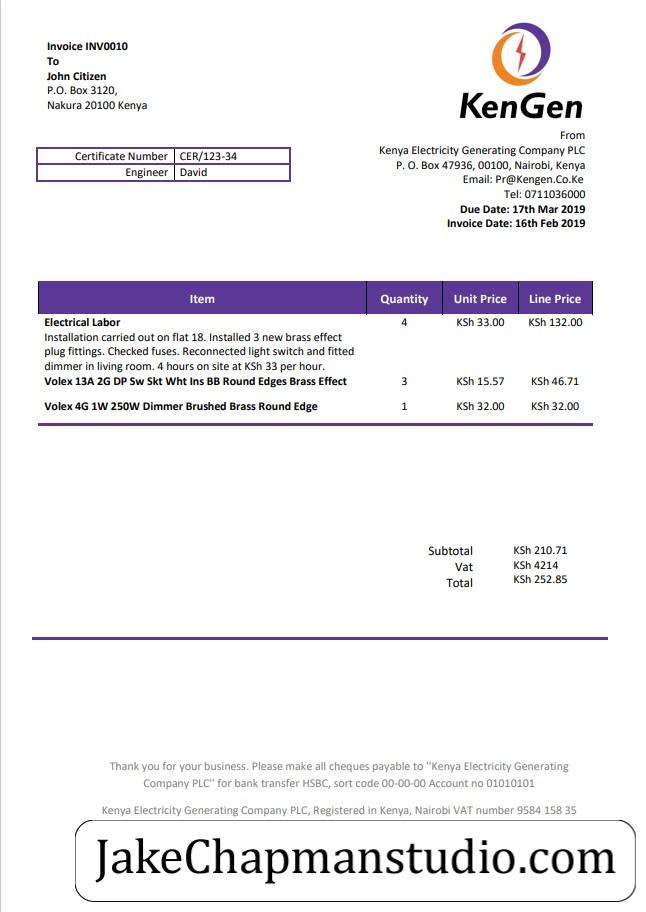 Invoice INV0010
To
John Citizen
P.O. Box 3120,
Nakura 20100 Kenya
KenGen
From
Kenya Electricity Generating Company PLC
P. O. Box 47936, 00100, Nairobi, Kenya
Email: Pr@Kengen.Co.Ke
Tel: 0711036000
Due Date: 17th Mar 2019
Invoice Date: 16th Feb 2019
Certificate Number CER/123-34
Engineer David
Item Quantity Unit Price Line Price
Electrical Labor 4 KSh 33.00 KSh 132.00
Installation carried out on flat 18. Installed 3 new brass effect
plug fittings. Checked fuses. Reconnected light switch and fitted
dimmer in living room. 4 hours on site at KSh 33 per hour.
Volex 13A 2G DP Sw Skt Wht Ins BB Round Edges Brass Effect 3 KSh 15.57 KSh 46.71
Volex 4G 1W 250W Dimmer Brushed Brass Round Edge 1 KSh 32.00 KSh 32.00
Subtotal KSh 210.71
Vat KSh 4214
Total KSh 252.85
Thank you for your business. Please make all cheques payable to "Kenya Electricity Generating
Company PLC" for bank transfer HSBC, sort code 00-00-00 Account no 01010101
Kenya Electricity Generating Company PLC, Registered in Kenya, Nairobi VAT number 9584 158 35
JakeChapmanstudio.com